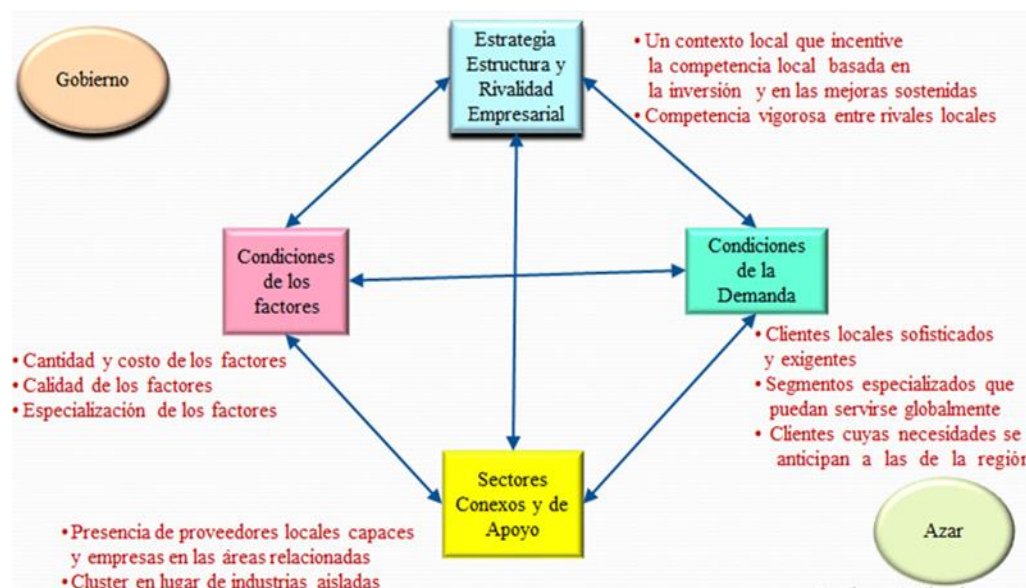 Gobierno
Estrategia
Estructura y
Rivalidad
Empresarial
• Un contexto local que incentive
la competencia local basada en
la inversión y en las mejoras sostenidas
• Competencia vigorosa entre rivales locales
Condiciones
de los
factores
Condiciones
de la
Demanda
• Cantidad y costo de los factores
• Calidad de los factores
• Especialización de los factores
• Clientes locales sofisticados
y exigentes
• Segmentos especializados que
puedan servirse globalmente
• Clientes cuyas necesidades se
anticipan a las de la región
Sectores
Conexos y de
Apoyo
• Presencia de proveedores locales capaces
y empresas en las áreas relacionadas
• Cluster en lugar de industrias aisladas
Azar